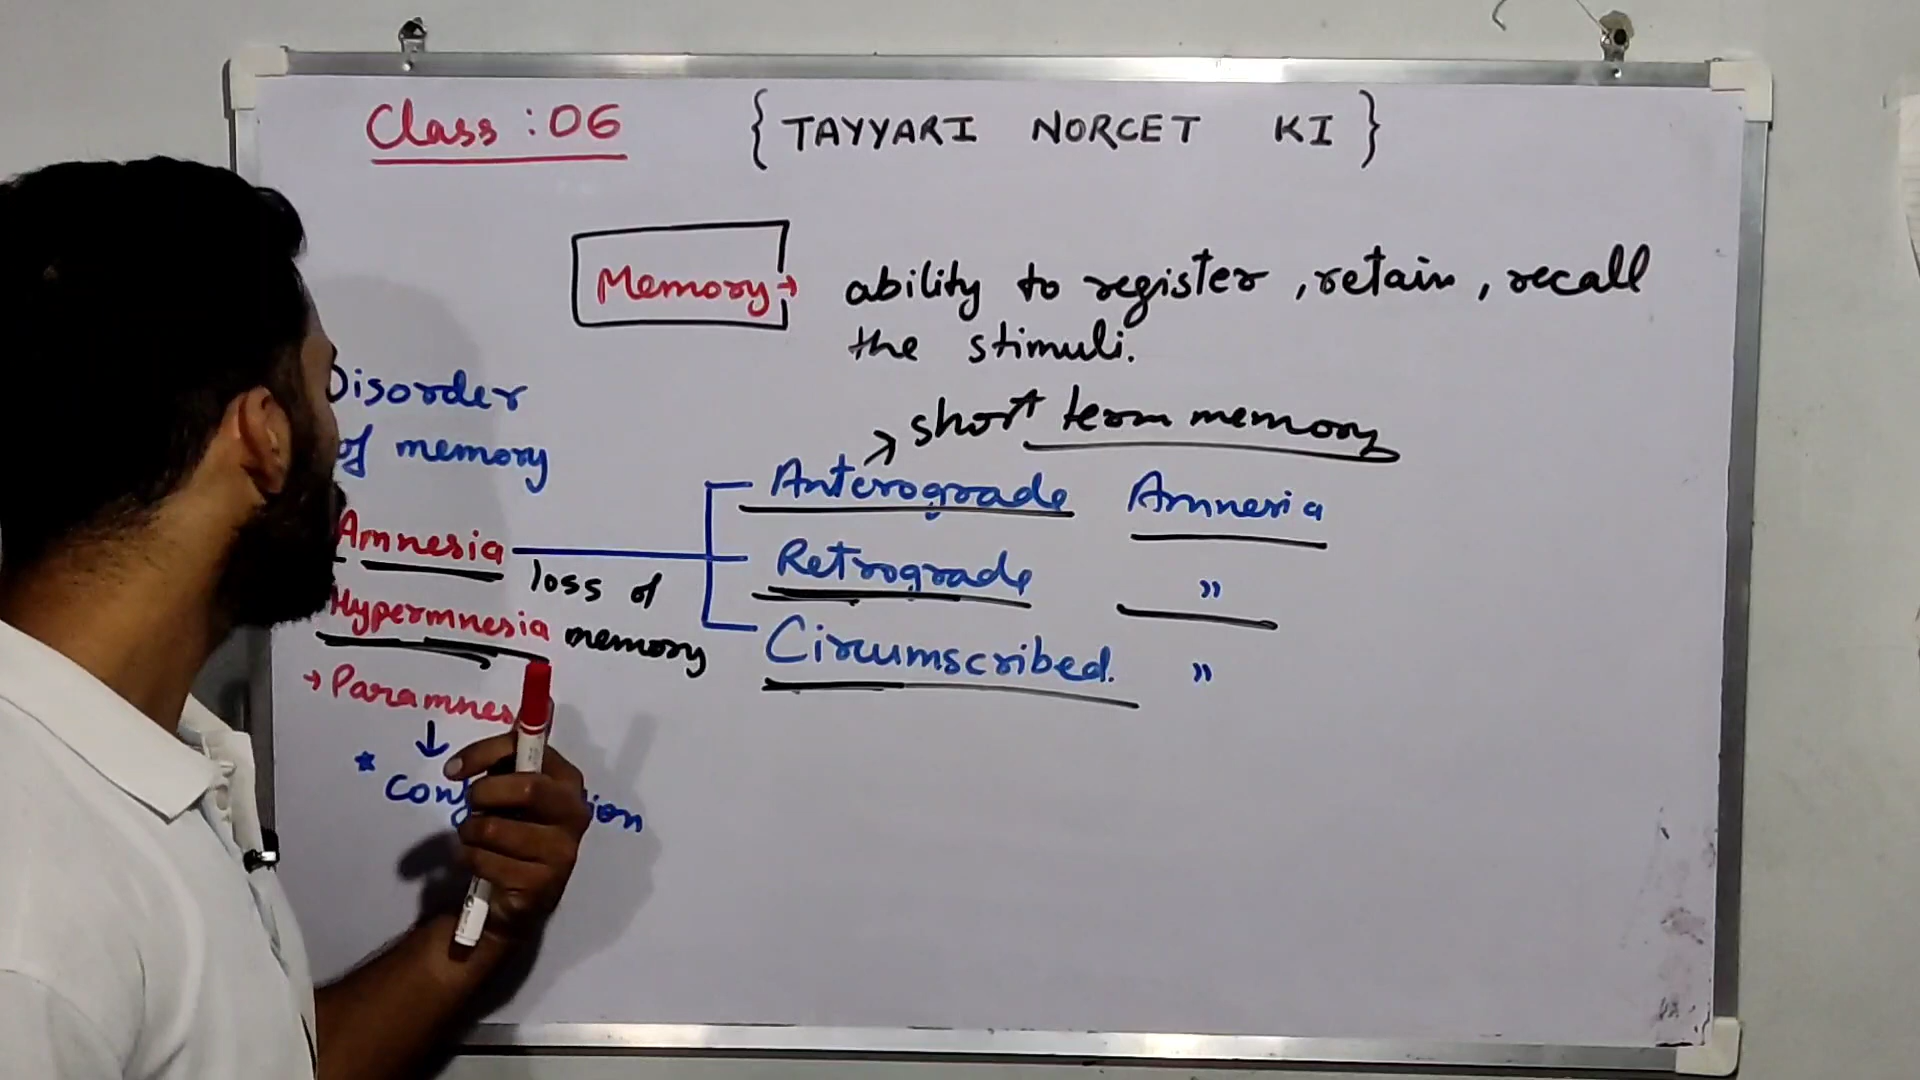 Class : 06
{ TAYYARI NORCET KI }
Memory → ability to register, retain, recall
the stimuli.
Disorder
of memory
→ short term memory
Anterograde Amnesia
Amnesia
Retrograde "
loss of
Hypermnesia memory
Circumscribed. "
→ Paramnes
↓
* Conf ion